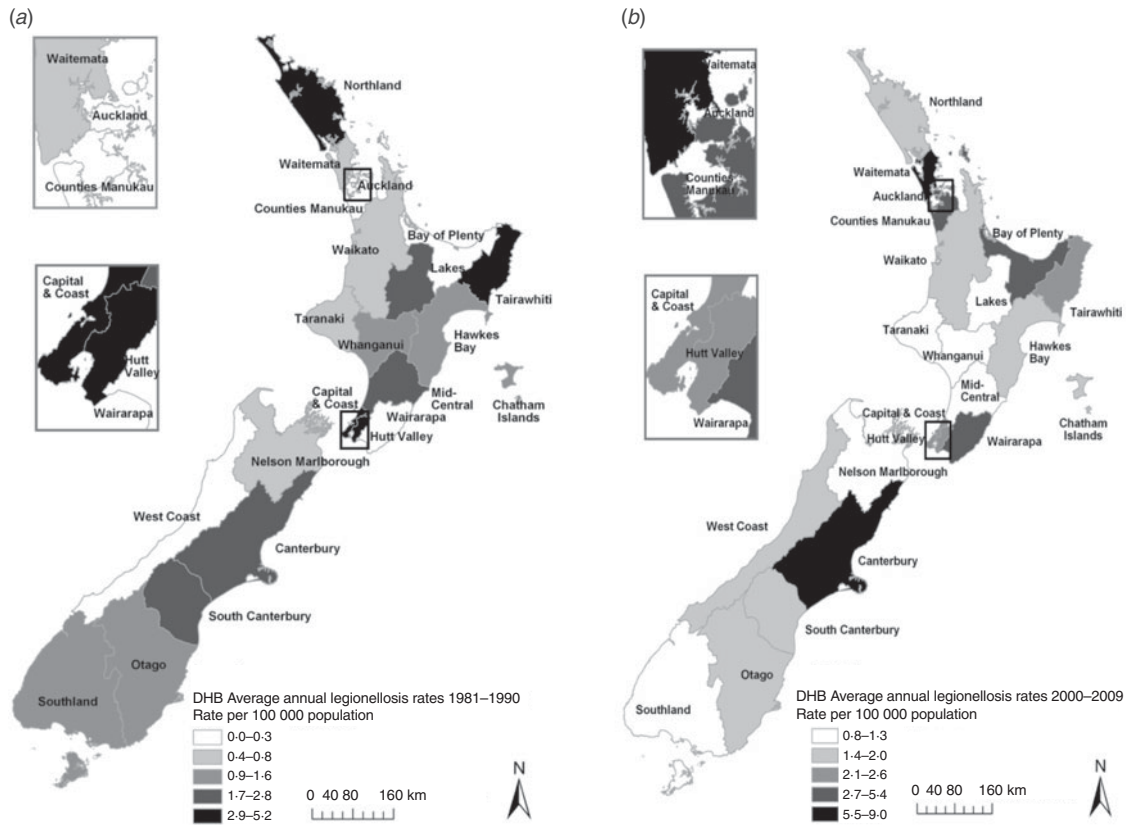 (a)
Waitemata
Auckland
Counties Manukau
Capital
& Coast
Hutt
Valley
Wairarapa
Northland
Waitemata
Auckland
Counties Manukau
Bay of Plenty
Waikato
Lakes
Tairawhiti
Taranaki
Whanganui
Hawkes
Bay
Capital
& Coast
Mid-
Central
Wairarapa
Hutt Valley
Chatham
Islands
Nelson Marlborough
West Coast
Canterbury
South Canterbury
Otago
Southland
DHB Average annual legionellosis rates 1981–1990
Rate per 100 000 population
0·0–0·3
0·4–0·8
0·9–1·6
1·7–2·8
2·9–5·2
0 40 80 160 km
N
(b)
Waitemata
Auckland
Counties
Manukau
Capital
& Coast
Hutt Valley
Wairarapa
Northland
Waitemata
Auckland
Counties Manukau
Bay of Plenty
Waikato
Lakes
Tairawhiti
Taranaki
Whanganui
Hawkes
Bay
Mid-
Central
Chatham
Islands
Capital & Coast
Hutt Valley
Wairarapa
Nelson Marlborough
West Coast
Canterbury
South Canterbury
Otago
Southland
DHB Average annual legionellosis rates 2000–2009
Rate per 100 000 population
0·8–1·3
1·4–2·0
2·1–2·6
2·7–5·4
5·5–9·0
0 40 80 160 km
N